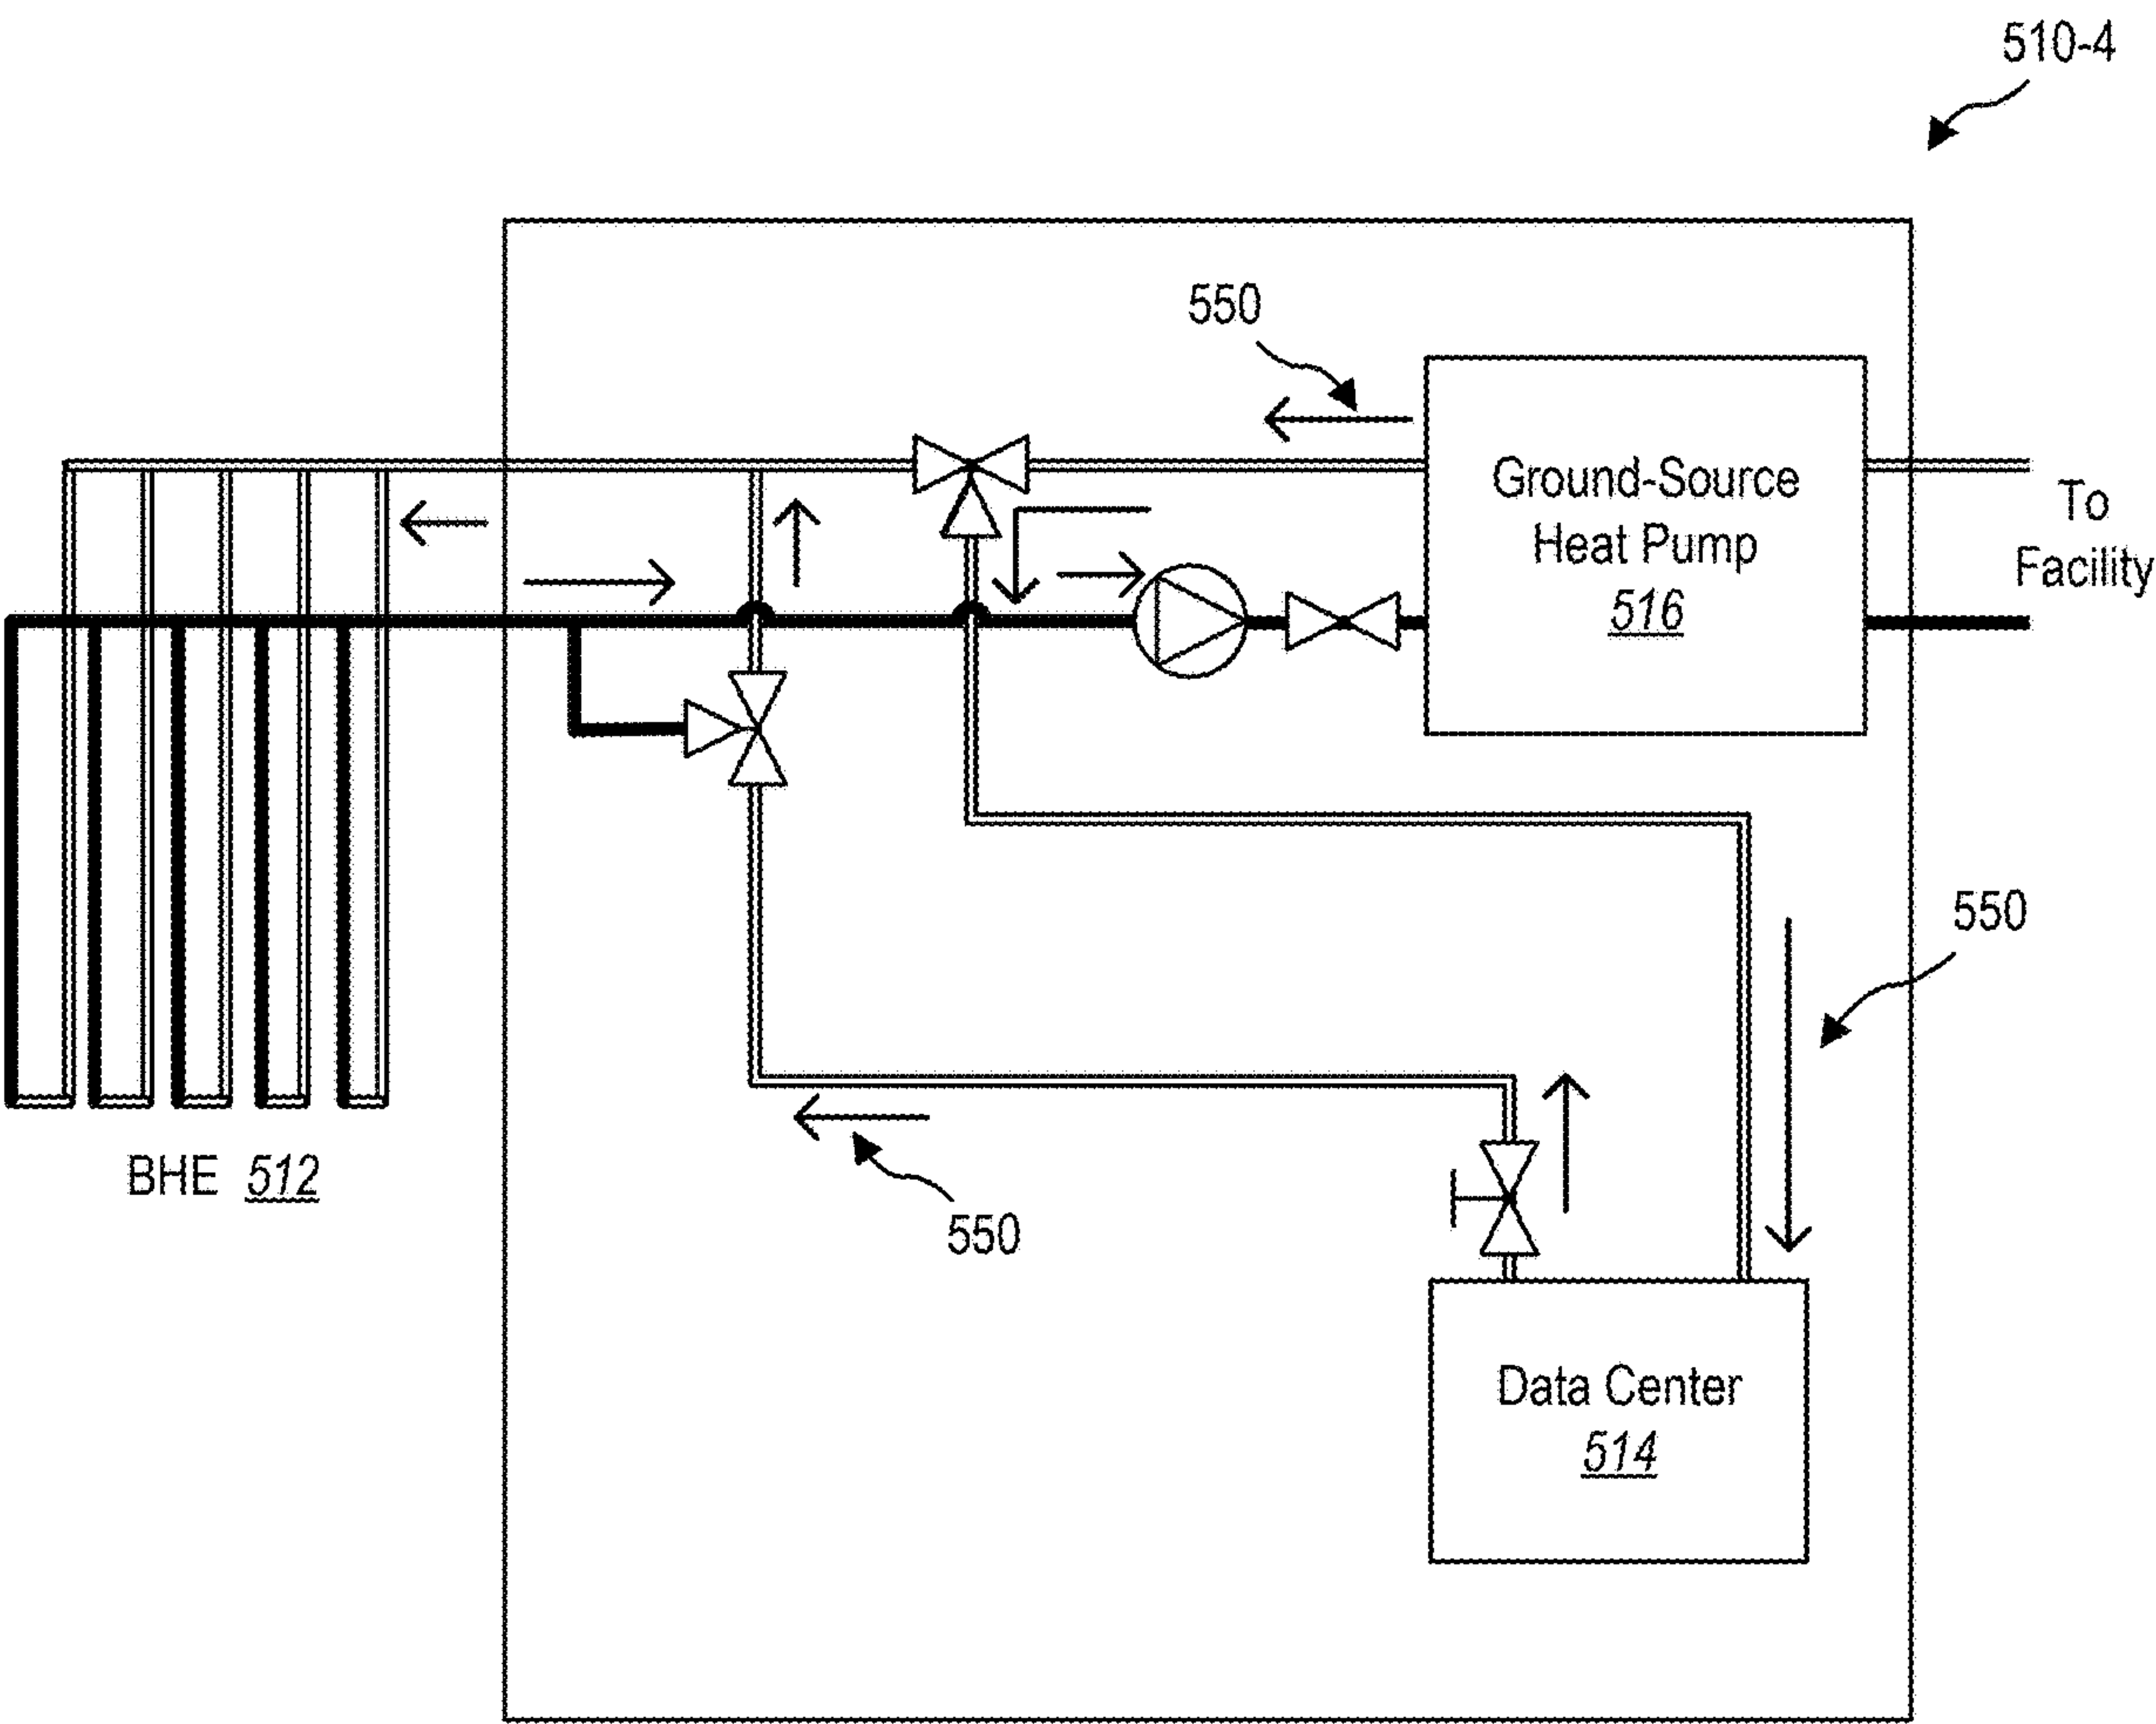 510-4
550
Ground-Source
Heat Pump
516
To
Facility
550
BHE 512
550
Data Center
514